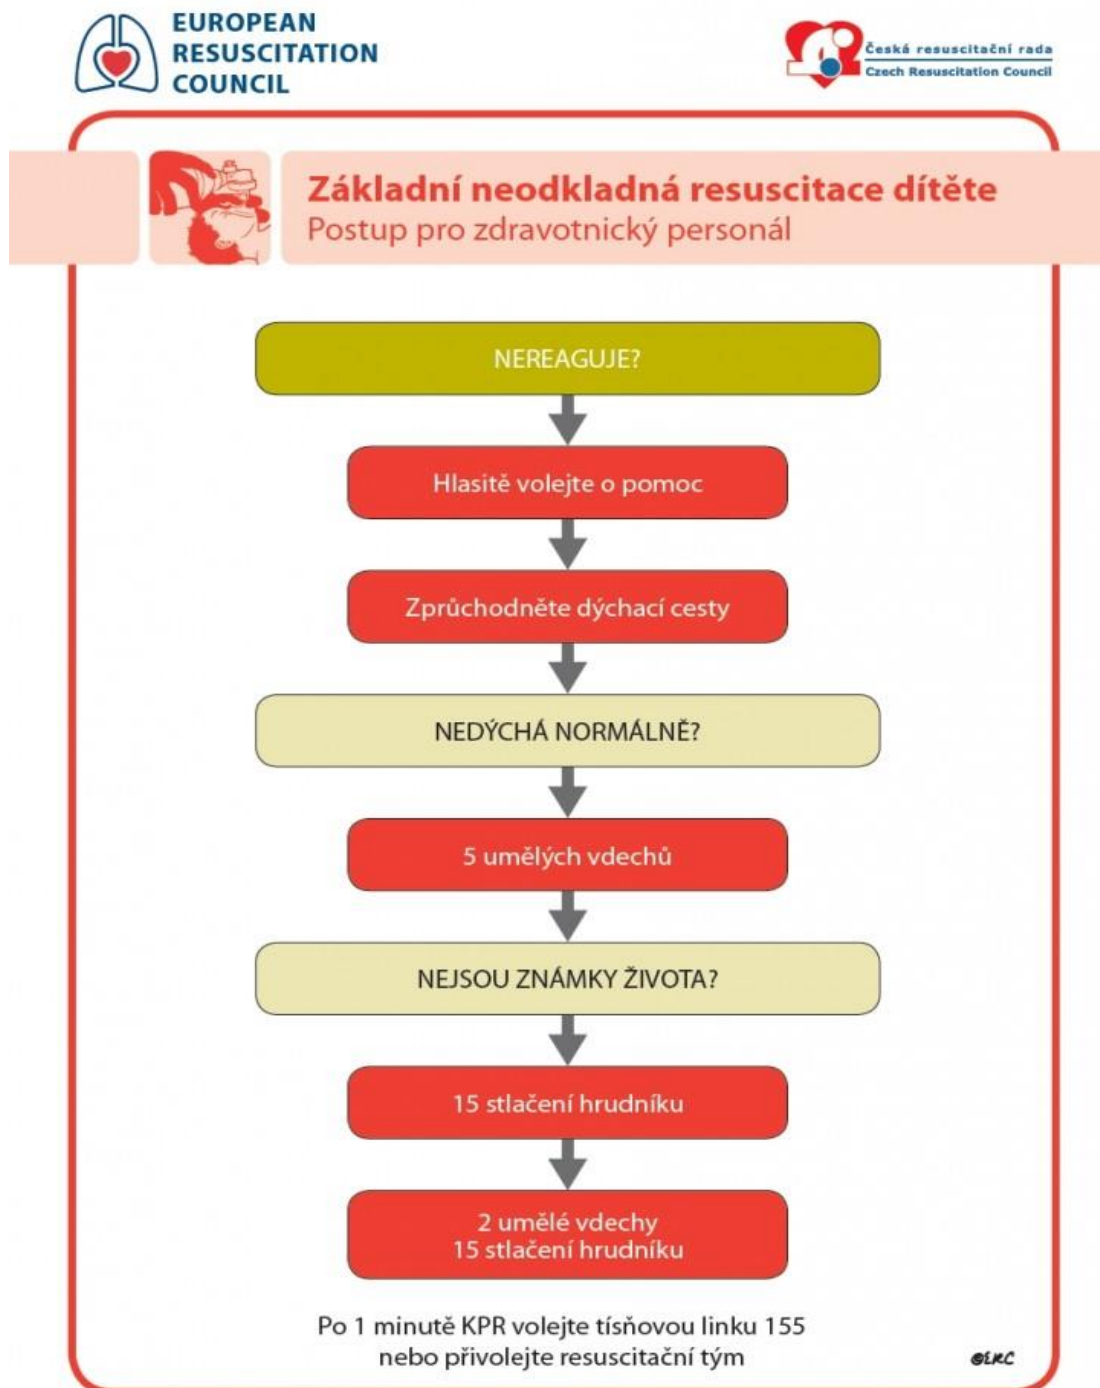 EUROPEAN
RESUSCITATION
COUNCIL
Česká resuscitační rada
Czech Resuscitation Council
Základní neodkladná resuscitace dítěte
Postup pro zdravotnický personál
NEREAGUJE?
Hlasitě volejte o pomoc
Zprůchodněte dýchací cesty
NEDÝCHÁ NORMÁLNĚ?
5 umělých vdechů
NEJSOU ZNÁMKY ŽIVOTA?
15 stlačení hrudníku
2 umělé vdechy
15 stlačení hrudníku
Po 1 minutě KPR volejte tísňovou linku 155
nebo přivolejte resuscitační tým
©ERC